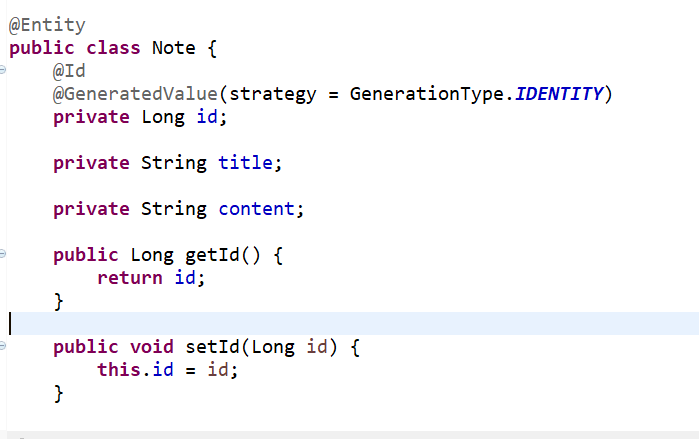 @Entity
public class Note {
    @Id
    @GeneratedValue(strategy = GenerationType.IDENTITY)
    private Long id;

    private String title;

    private String content;

    public Long getId() {
        return id;
    }

    public void setId(Long id) {
        this.id = id;
    }